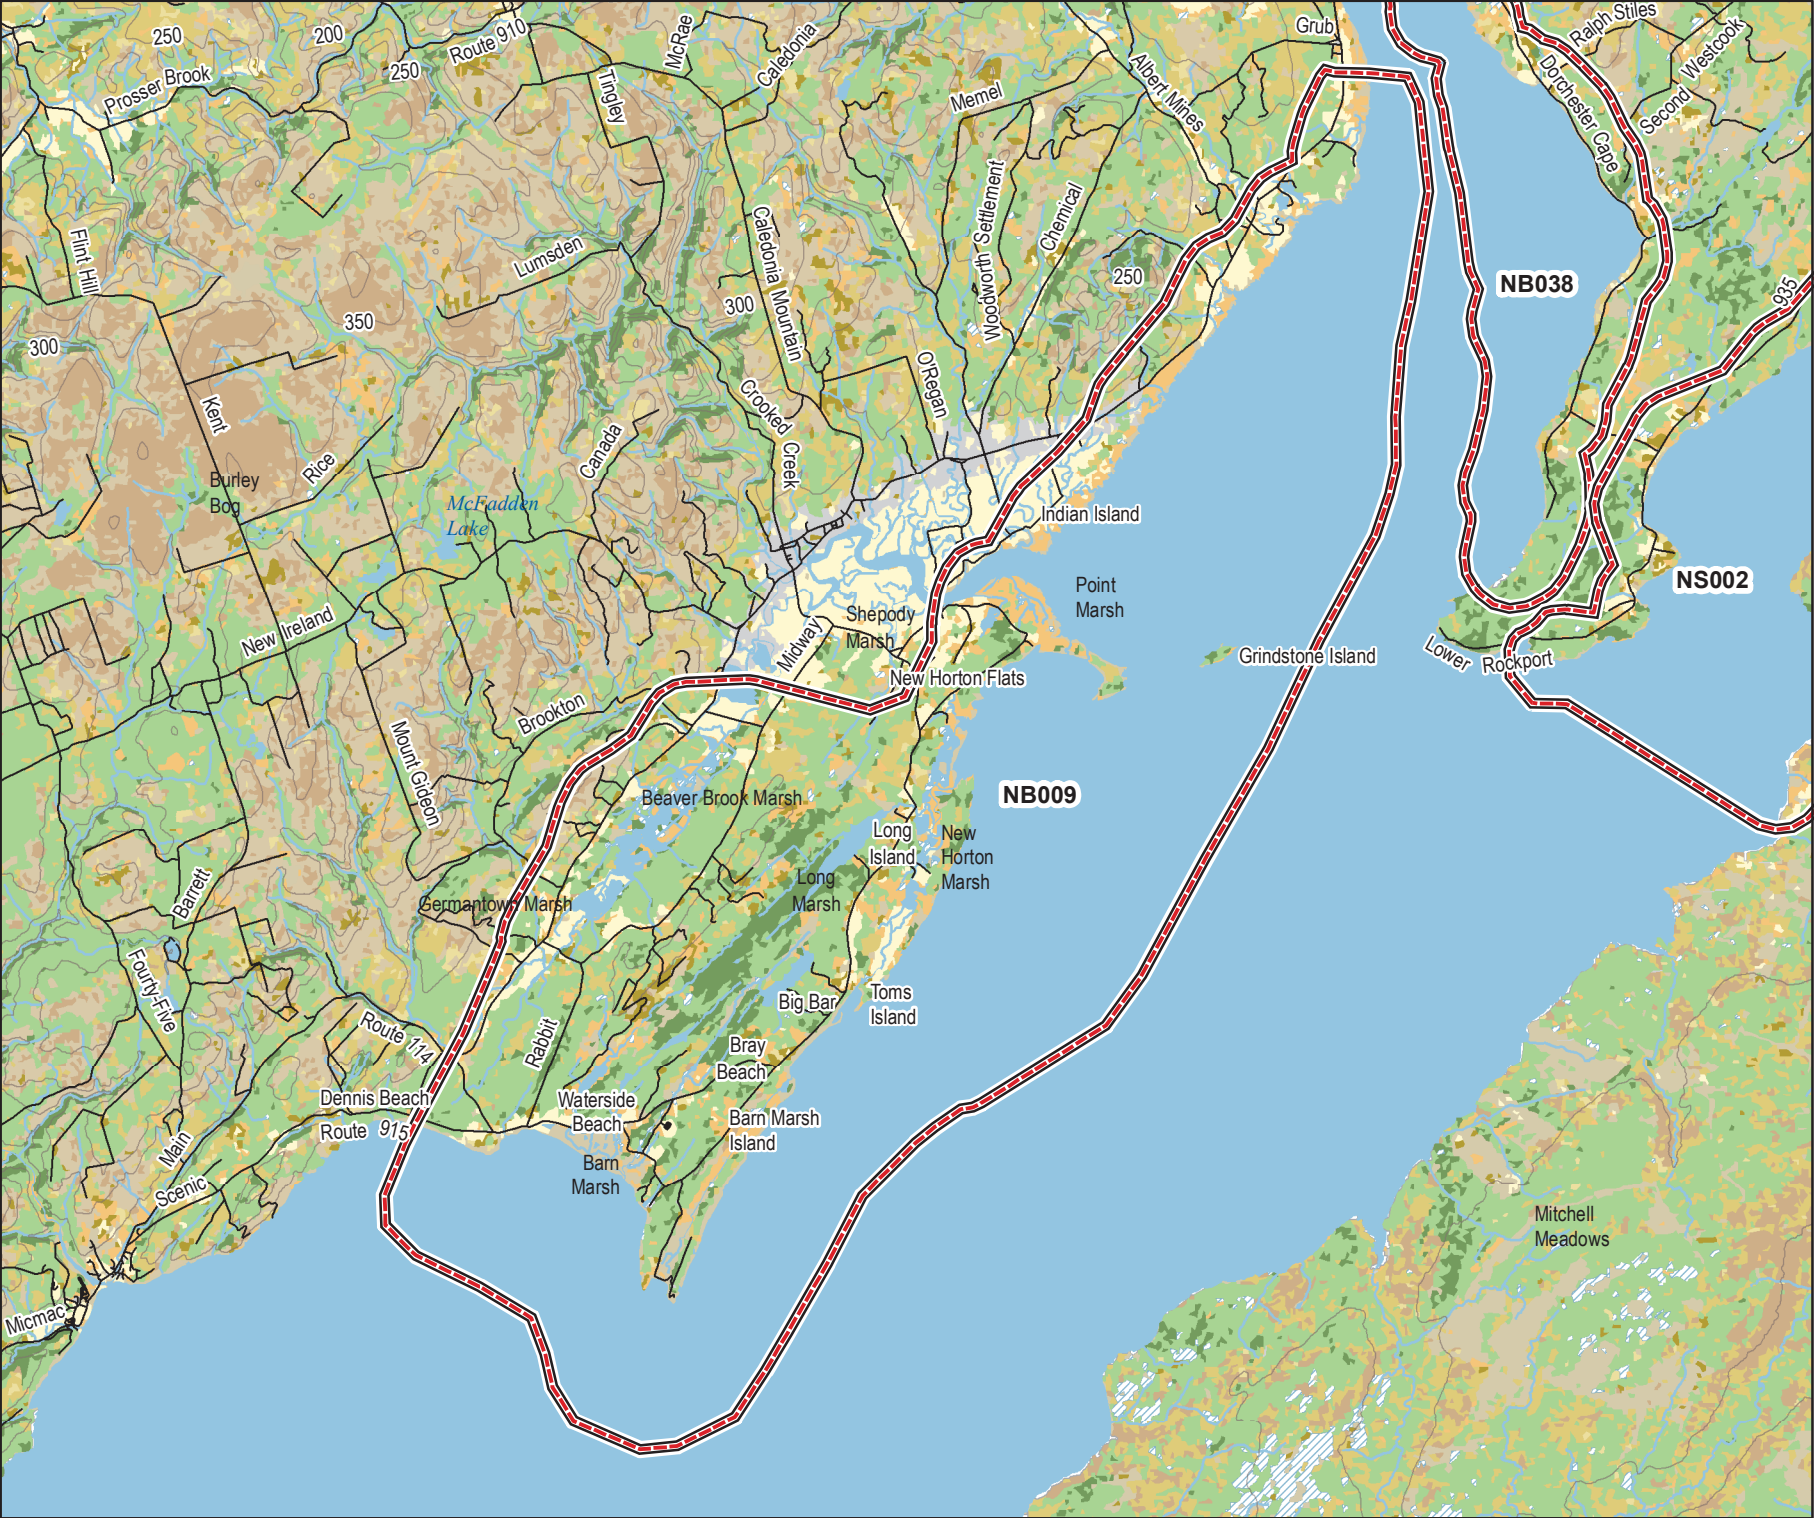 Grub
Ralph Stiles
250
200
Route 910
McRae
Caledonia
Westcook
Prosser Brook
250
Tingley
Memel
Albert Mines
Dorchester Cape
Second
Flint Hill
Lumsden
Caledonia Mountain
Woodworth Settlement
Chemical
250
NB038
935
300
350
300
O'Regan
Kent
Crooked Creek
Canada
Rice
Burley
Bog
McFadden
Lake
Indian Island
Point
Marsh
NS002
New Ireland
Shepody
Marsh
Midway
Grindstone Island
Lower Rockport
New Horton Flats
Brookton
Mount Gideon
Beaver Brook Marsh
NB009
Long
Island
New
Horton
Marsh
Long
Marsh
Barrett
Germantown Marsh
Fourty-Five
Big Bar
Toms
Island
Route 114
Rabbit
Bray
Beach
Dennis Beach
Waterside
Beach
Route 915
Barn Marsh
Island
Main
Barn
Marsh
Scenic
Mitchell
Meadows
Micmac